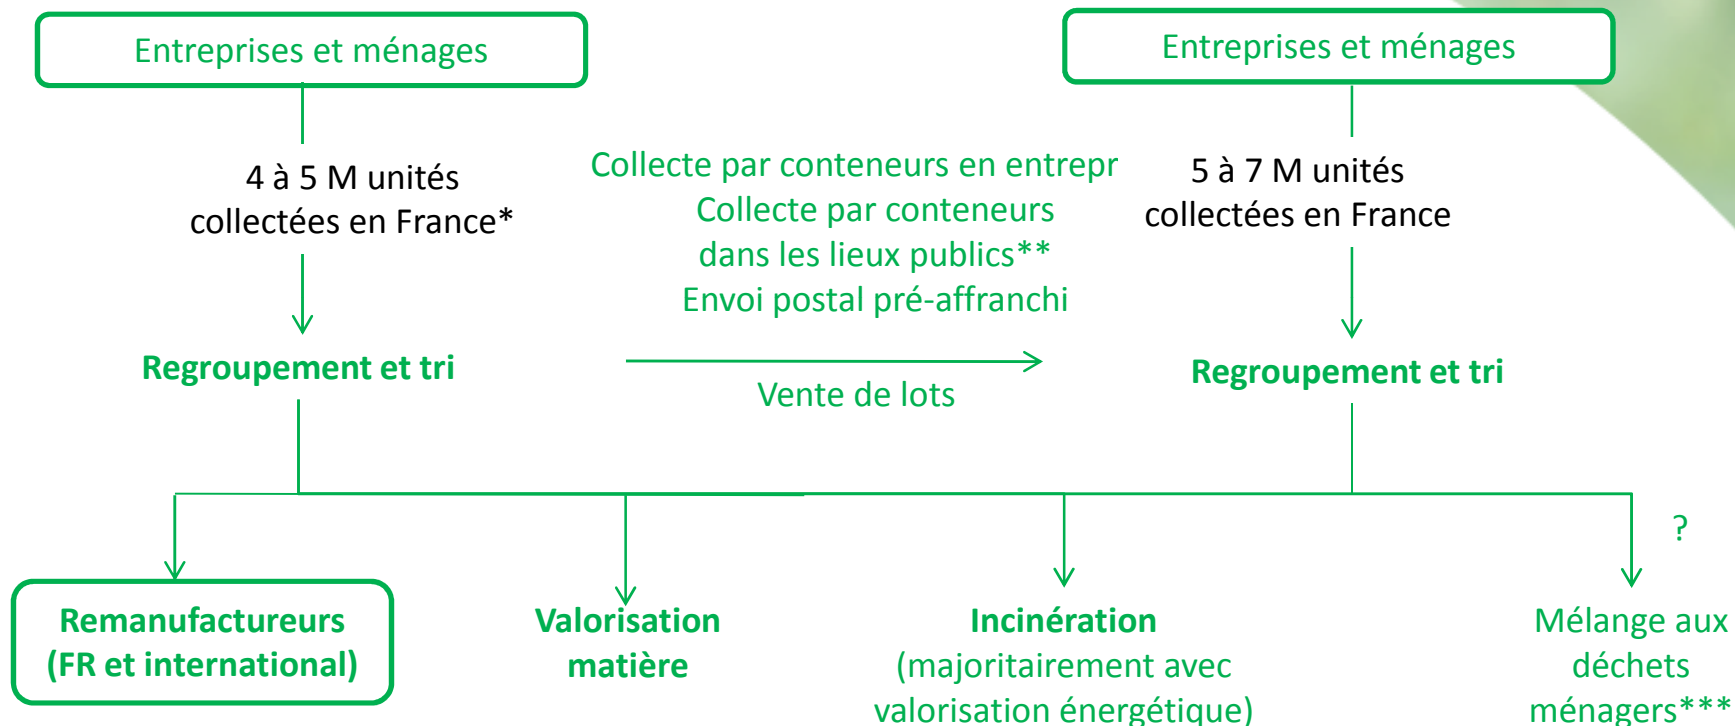 Entreprises et ménages
Entreprises et ménages
4 à 5 M unités
collectées en France*
Collecte par conteneurs en entrepr
Collecte par conteneurs
dans les lieux publics**
Envoi postal pré-affranchi
5 à 7 M unités
collectées en France
Regroupement et tri
Vente de lots
Regroupement et tri
?
Remanufactureurs
(FR et international)
Valorisation
matière
Incinération
(majoritairement avec
valorisation énergétique)
Mélange aux
déchets
ménagers***